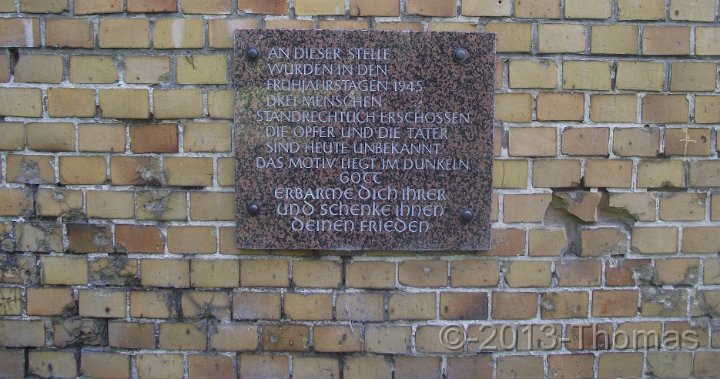 AN DIESER STELLE
WURDEN IN DEN
FRÜHJAHRSTAGEN 1945
DREI MENSCHEN
STANDRECHTLICH ERSCHOSSEN
DIE OPFER UND DIE TÄTER
SIND HEUTE UNBEKANNT
DAS MOTIV LIEGT IM DUNKELN
GOTT
ERBARME DICH IHRER
UND SCHENKE IHNEN
DEINEN FRIEDEN
©-2013-Thomas